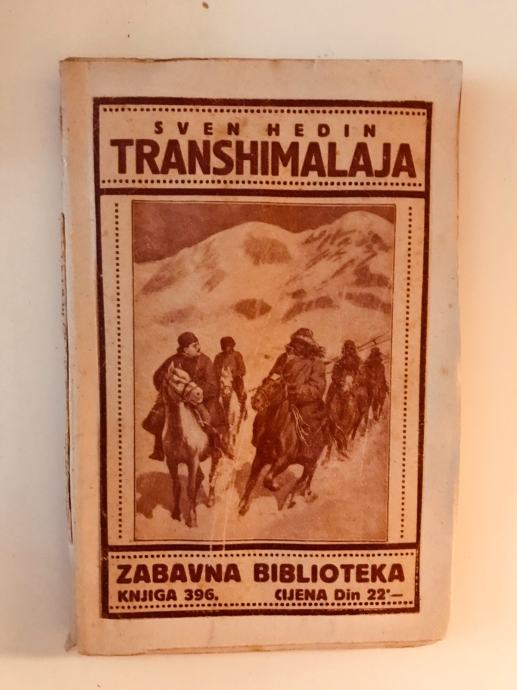 SVEN HEDIN
TRANSHIMALAJA
ZABAVNA BIBLIOTEKA
KNJIGA 396. CIJENA Din 22'—